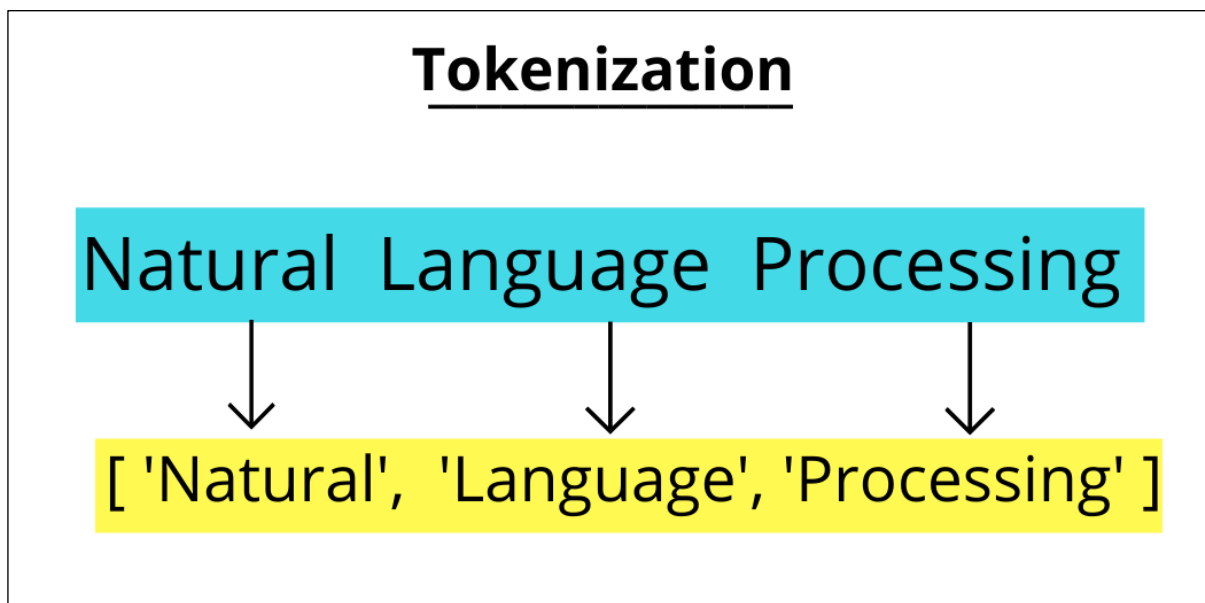 Tokenization
Natural Language Processing
[ 'Natural', 'Language', 'Processing' ]